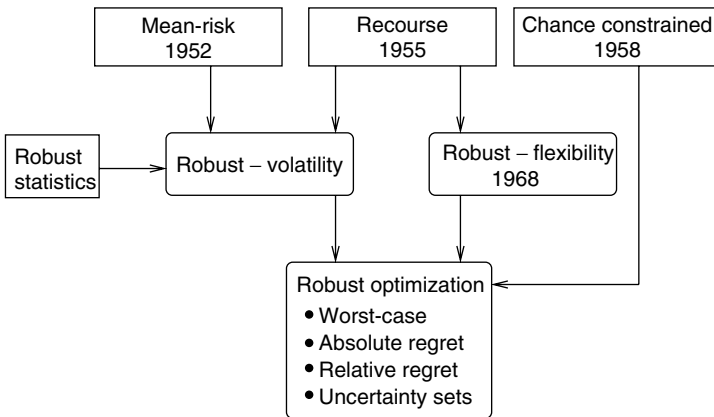 Mean-risk
1952
Recourse
1955
Chance constrained
1958
Robust
statistics
Robust – volatility
Robust – flexibility
1968
Robust optimization
• Worst-case
• Absolute regret
• Relative regret
• Uncertainty sets